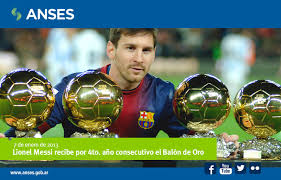 ANSES
7 de enero de 2013
Lionel Messi recibe por 4to. año consecutivo el Balón de Oro
www.anses.gob.ar